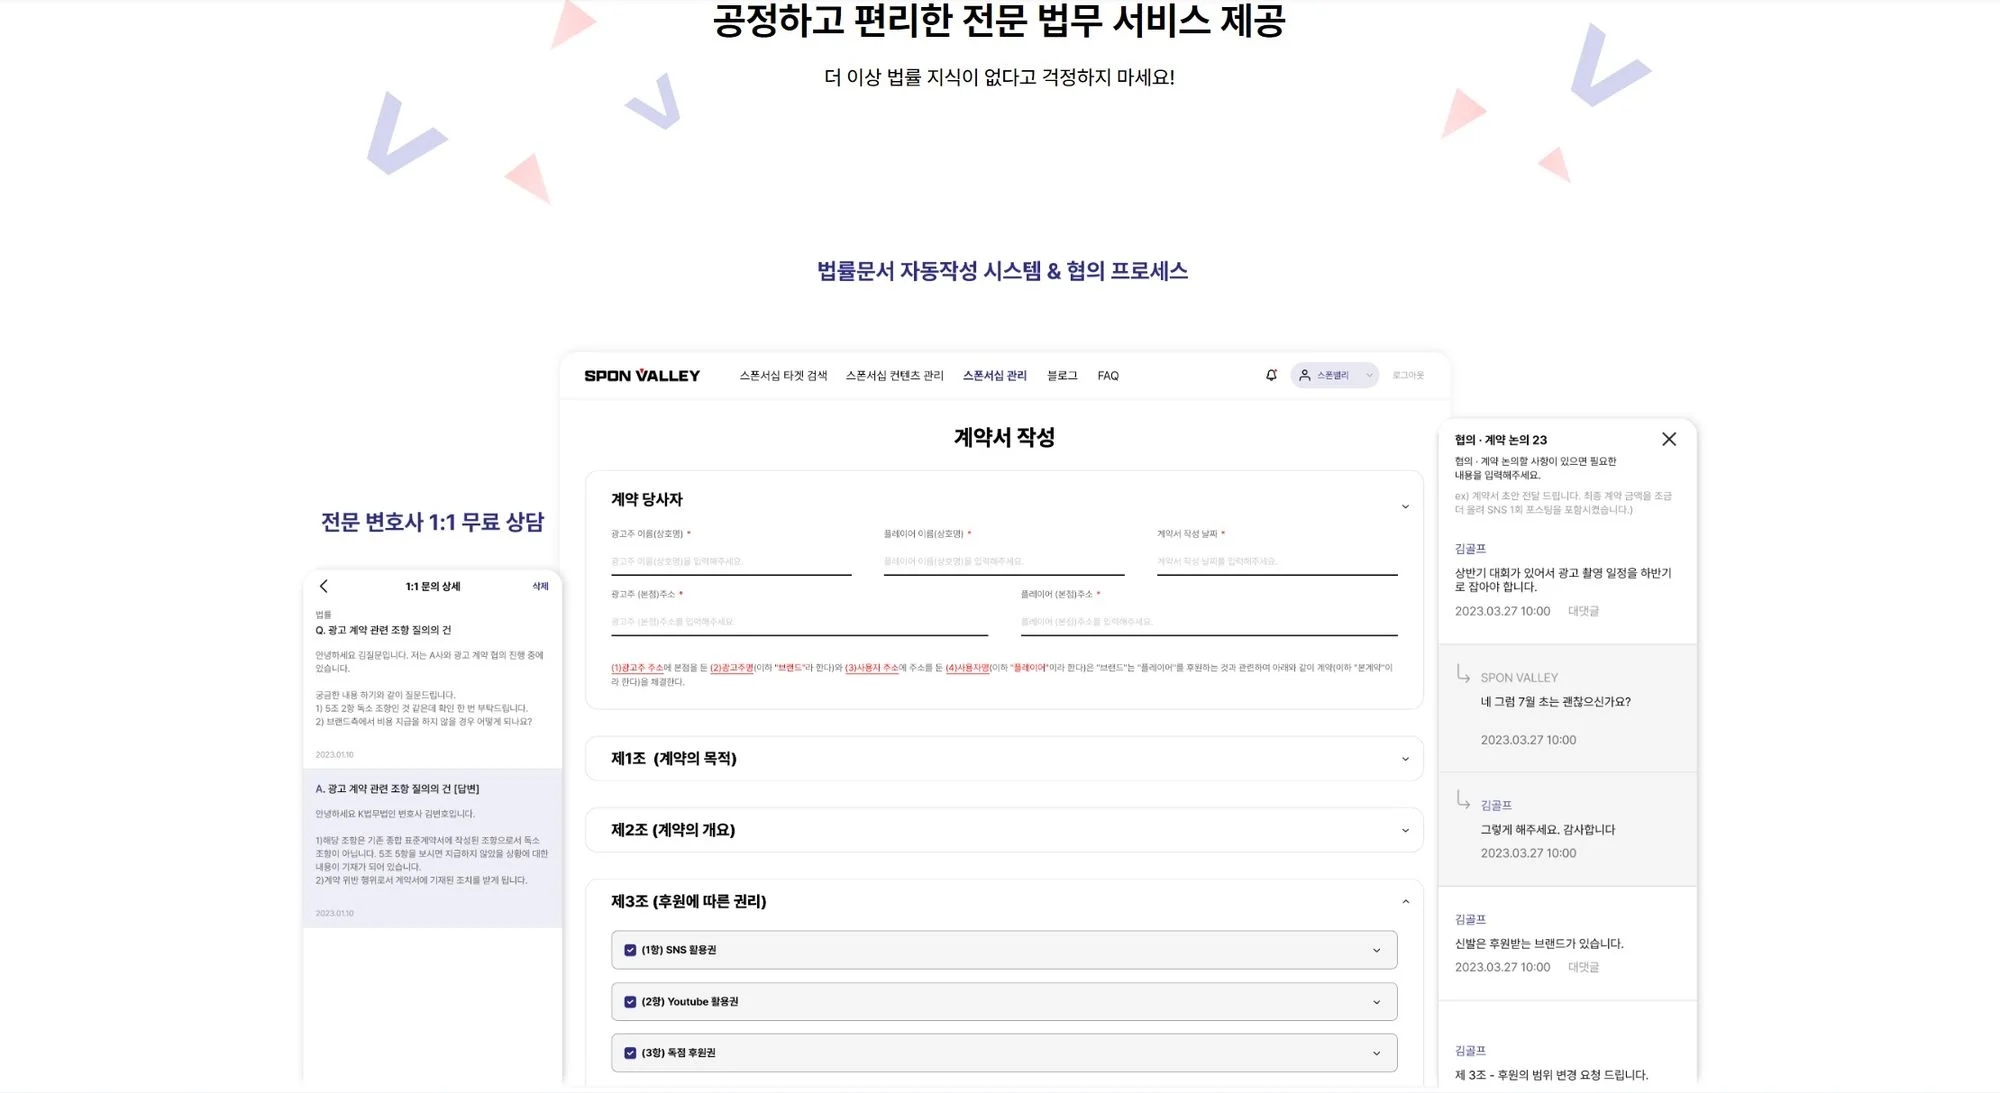 공정하고 편리한 전문 법무 서비스 제공
더 이상 법률 지식이 없다고 걱정하지 마세요!
법률문서 자동작성 시스템 & 협의 프로세스
전문 변호사 1:1 무료 상담
1:1 문의 상세
삭제
법률
Q. 광고 계약 관련 조항 질의의 건
안녕하세요 김질문입니다. 저는 A사와 광고 계약 협의 진행 중에
있습니다.
궁금한 내용 하기와 같이 질문드립니다.
1) 5조 2항 독소 조항인 것 같은데 확인 한 번 부탁드립니다.
2) 브랜드측에서 비용 지급을 하지 않을 경우 어떻게 되나요?
2023.01.10
A. 광고 계약 관련 조항 질의의 건 [답변]
안녕하세요 K법무법인 변호사 김변호입니다.
1)해당 조항은 기존 종합 표준계약서에 작성된 조항으로서 독소
조항이 아닙니다. 5조 5항을 보시면 지급하지 않았을 상황에 대한
내용이 기재가 되어 있습니다.
2)계약 위반 행위로서 계약서에 기재된 조치를 받게 됩니다.
2023.01.10
SPON VALLEY
스폰서십 타겟 검색
스폰서십 컨텐츠 관리
스폰서십 관리
블로그
FAQ
스폰밸리
로그아웃
계약서 작성
계약 당사자
광고주 이름(상호명) *
플레이어 이름(상호명) *
계약서 작성 날짜 *
광고주 이름(상호명)을 입력해주세요.
플레이어 이름(상호명)을 입력해주세요.
계약서 작성 날짜를 입력해주세요.
광고주 (본점)주소 *
플레이어 (본점)주소 *
광고주 (본점)주소를 입력해주세요.
플레이어 (본점)주소를 입력해주세요.
(1)광고주 주소에 본점을 둔 (2)광고주명(이하 "브랜드"라 한다)와 (3)사용자 주소에 주소를 둔 (4)사용자명(이하 "플레이어"이라 한다)은 "브랜드"는 "플레이어"를 후원하는 것과 관련하여 아래와 같이 계약(이하 "본계약"이
라 한다)을 체결한다.
제1조 (계약의 목적)
제2조 (계약의 개요)
제3조 (후원에 따른 권리)
(1항) SNS 활용권
(2항) Youtube 활용권
(3항) 독점 후원권
협의 · 계약 논의 23
협의 · 계약 논의할 사항이 있으면 필요한
내용을 입력해주세요.
ex) 계약서 초안 전달 드립니다. 최종 계약 금액을 조금
더 올려 SNS 1회 포스팅을 포함시켰습니다.)
김골프
상반기 대회가 있어서 광고 촬영 일정을 하반기
로 잡아야 합니다.
2023.03.27 10:00 대댓글
SPON VALLEY
네 그럼 7월 초는 괜찮으신가요?
2023.03.27 10:00
김골프
그렇게 해주세요. 감사합니다
2023.03.27 10:00
김골프
신발은 후원받는 브랜드가 있습니다.
2023.03.27 10:00 대댓글
김골프
제 3조 - 후원의 범위 변경 요청 드립니다.